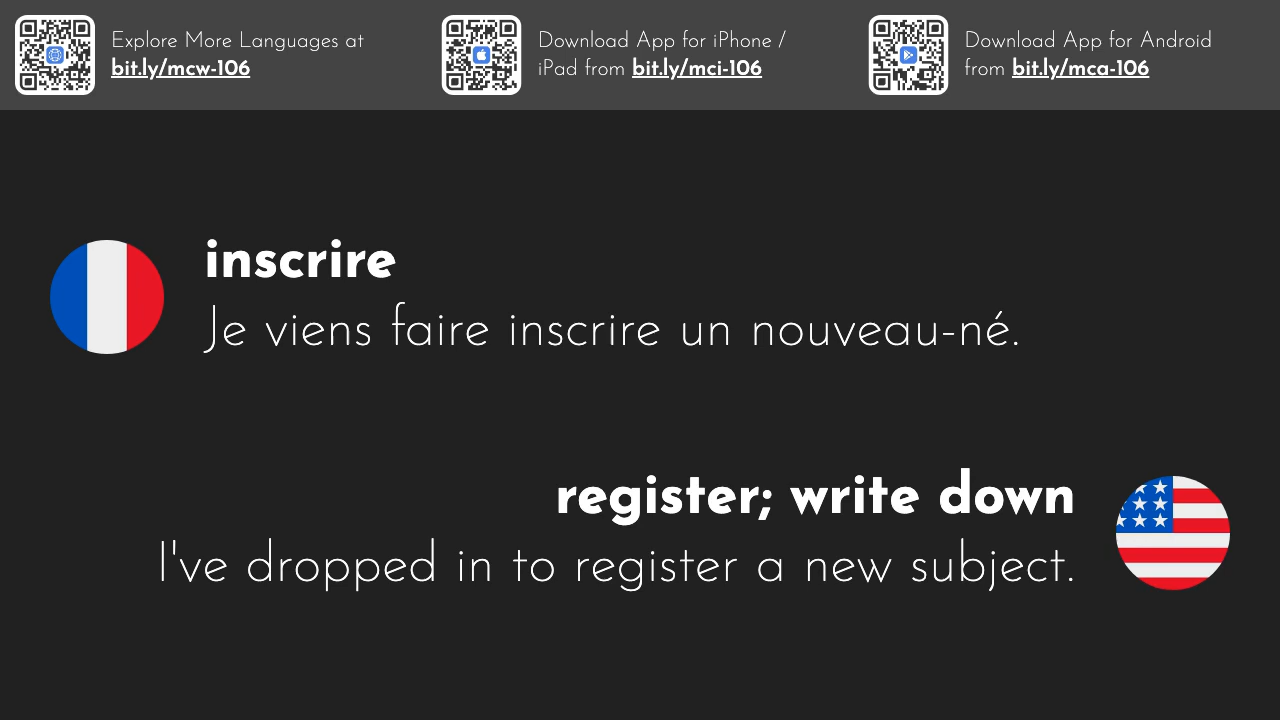 Explore More Languages at
bit.ly/mcw-106
Download App for iPhone /
iPad from bit.ly/mci-106
Download App for Android
from bit.ly/mca-106
inscrire
Je viens faire inscrire un nouveau-né.
register; write down
I've dropped in to register a new subject.